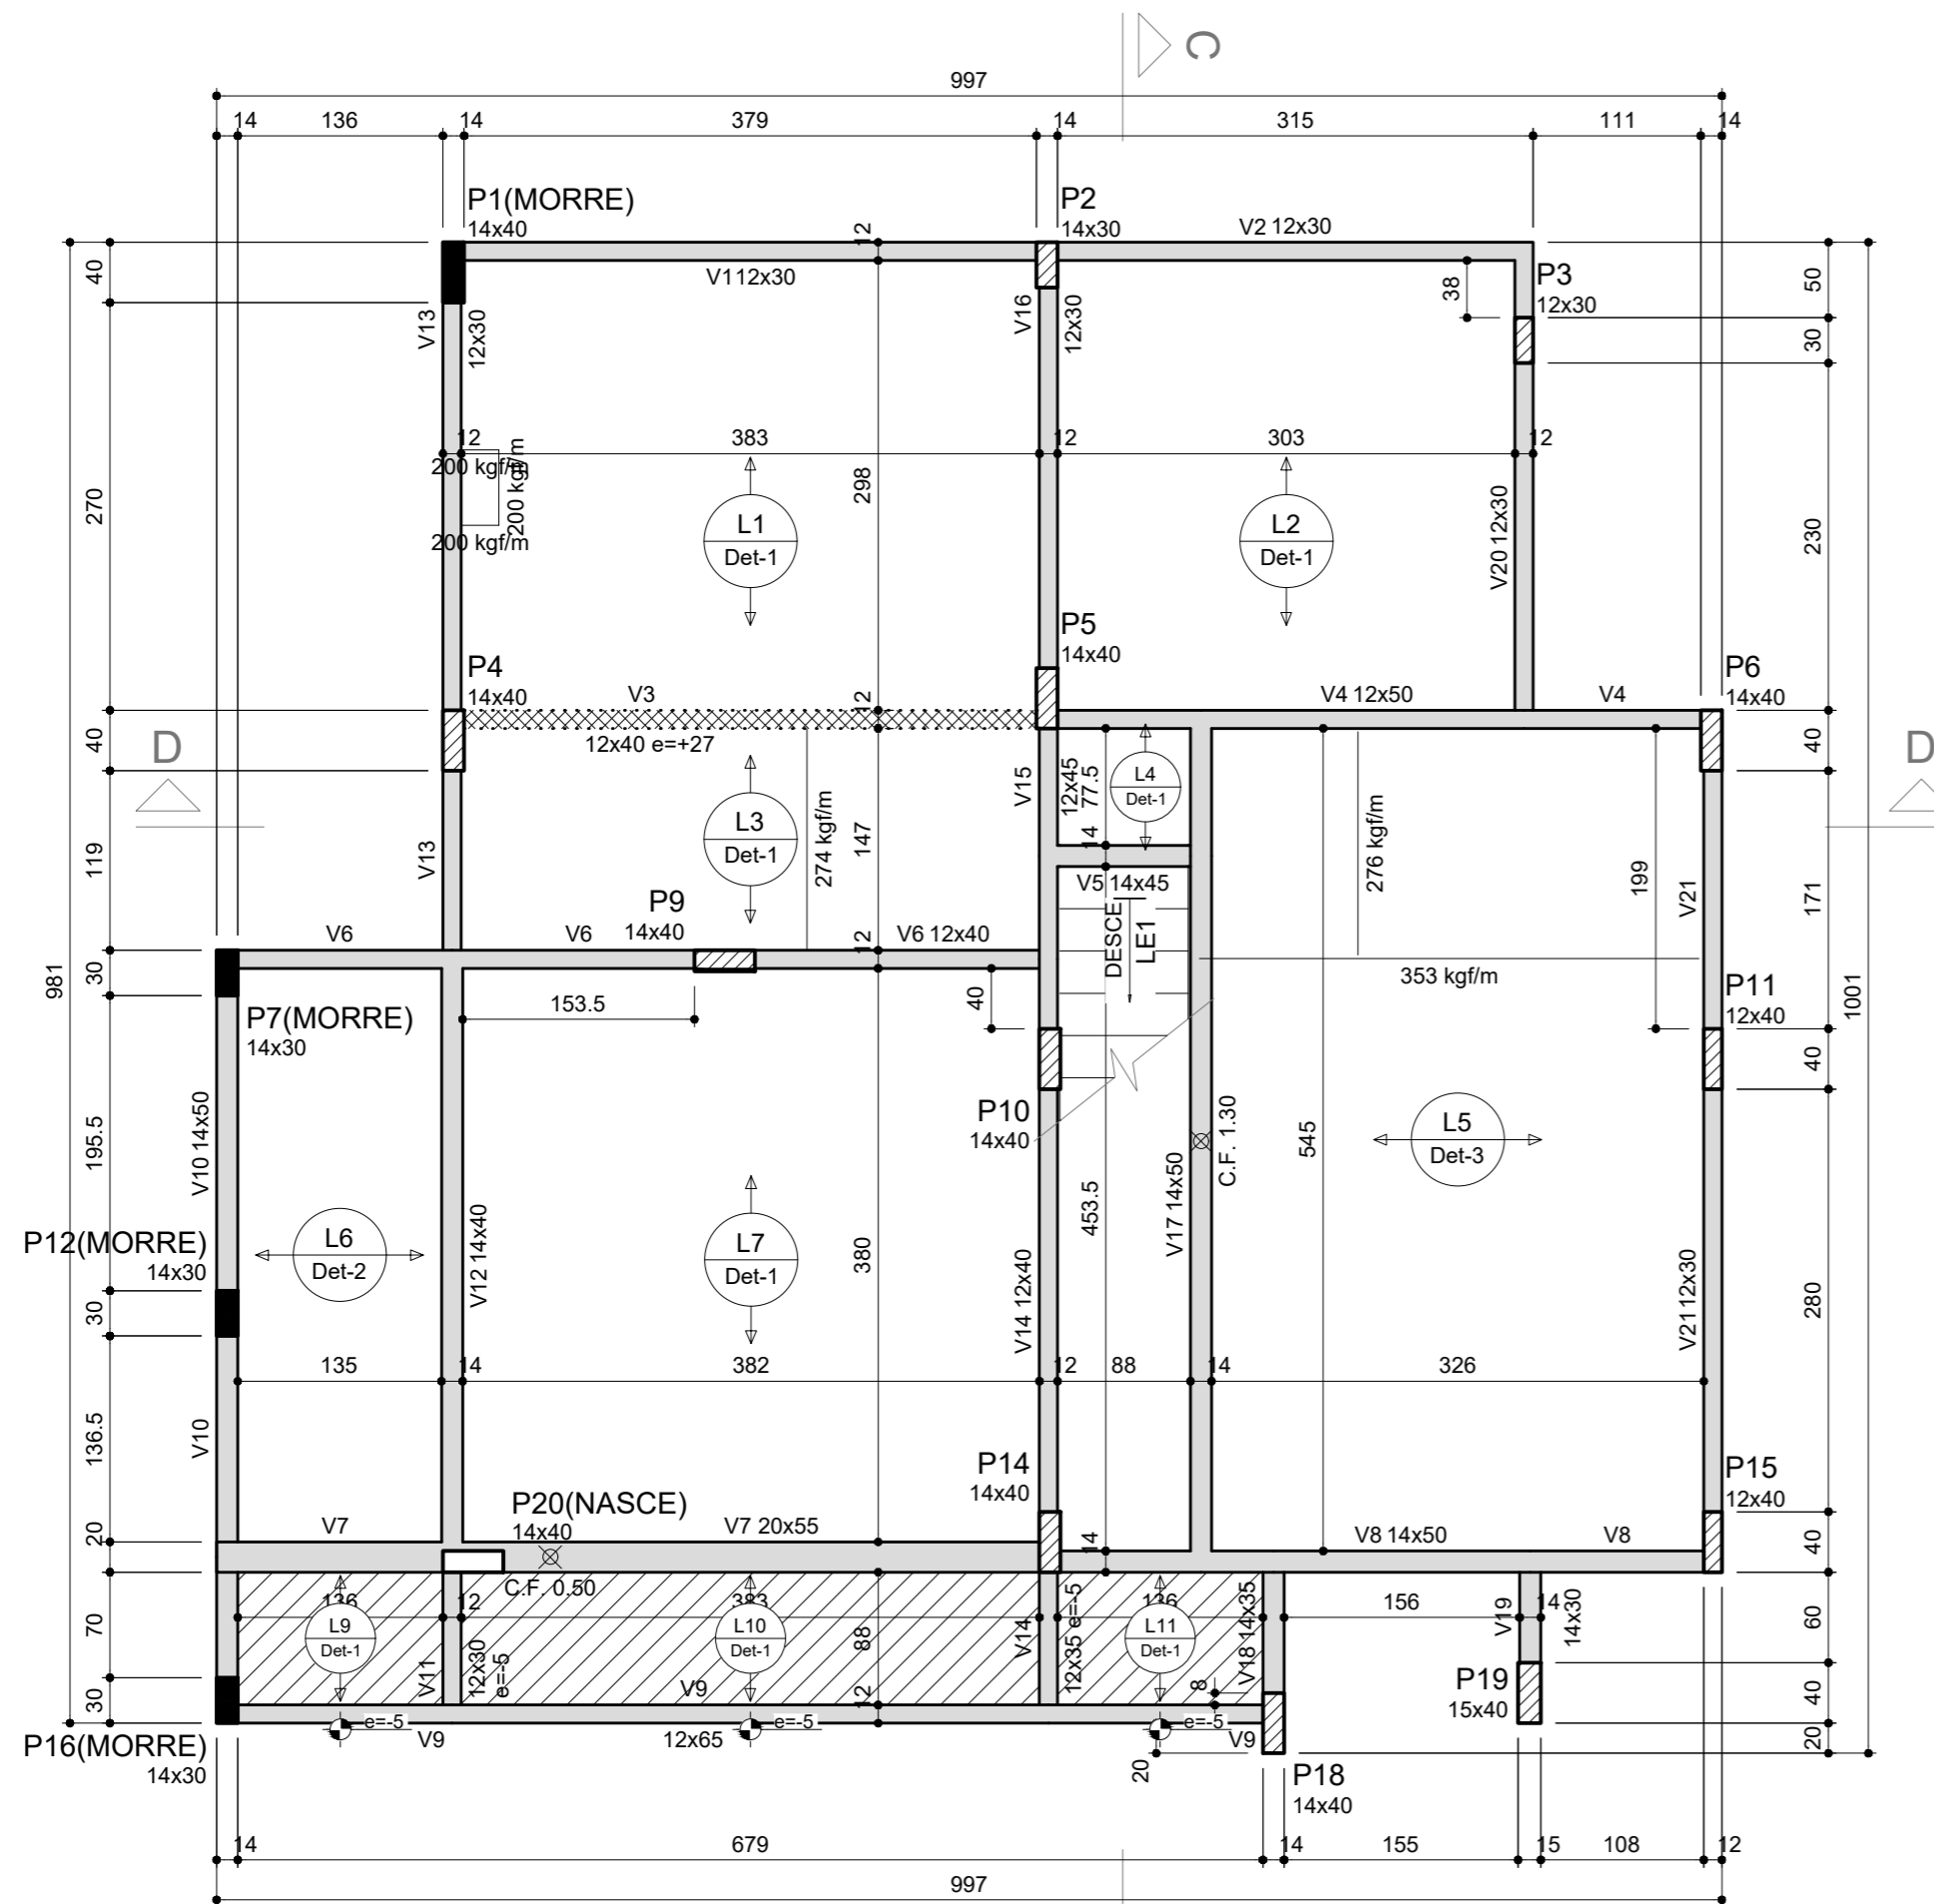 C
997
14 136 14 379 14 315 111 14
P1(MORRE)
14x40
P2
14x30
V2 12x30
12
V112x30
P3
12x30
38
40
50
30
V13
12x30
V16
12x30
12 383 12 303 12
200 kgf/m
200 kgf/m
200 kgf/m
298
270
230
L1
Det-1
L2
Det-1
V20 12x30
P4
14x40
V3
12
P5
14x40
V4 12x50
V4
P6
14x40
12x40 e=+27
D
D
40
40
V15
12x45
77.5
14
L4
Det-1
L3
Det-1
274 kgf/m
147
276 kgf/m
199
V21
171
119
V13
V5 14x45
P9
14x40
V6
V6
V6 12x40
12
DESCE
LE1
353 kgf/m
981
30
153.5
40
P7(MORRE)
14x30
P11
12x40
1001
40
P10
14x40
V10 14x50
195.5
C.F. 1.30
545
L5
Det-3
453.5
V17 14x50
P12(MORRE)
14x30
L6
Det-2
V12 14x40
L7
Det-1
380
V14 12x40
V21 12x30
280
30
135 14 382 12 88 14 326
V10
136.5
P14
14x40
P15
12x40
P20(NASCE)
14x40
V7
V7 20x55
14
V8 14x50
V8
20
40
C.F. 0.50
136 12 383 136 156 14
L9
Det-1
L10
Det-1
L11
Det-1
70
V11
12x30
e=-5
88
V14
12x35 e=-5
V18 14x35
V19
14x30
60
8
V9
12
P19
15x40
30
40
e=-5
e=-5
e=-5
V9
12x65
V9
P16(MORRE)
14x30
20
20
P18
14x40
14 679 14 155 15 108 12
997